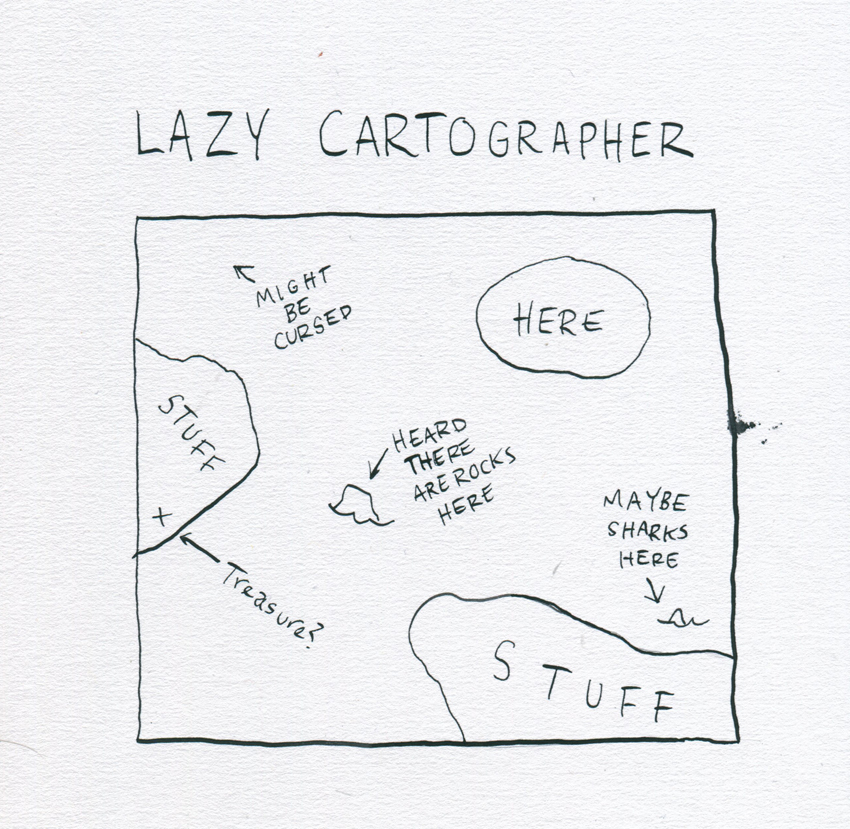 LAZY CARTOGRAPHER
MIGHT
BE
CURSED
HERE
STUFF
HEARD
THERE
ARE ROCKS
HERE
MAYBE
SHARKS
HERE
Treasure?
STUFF